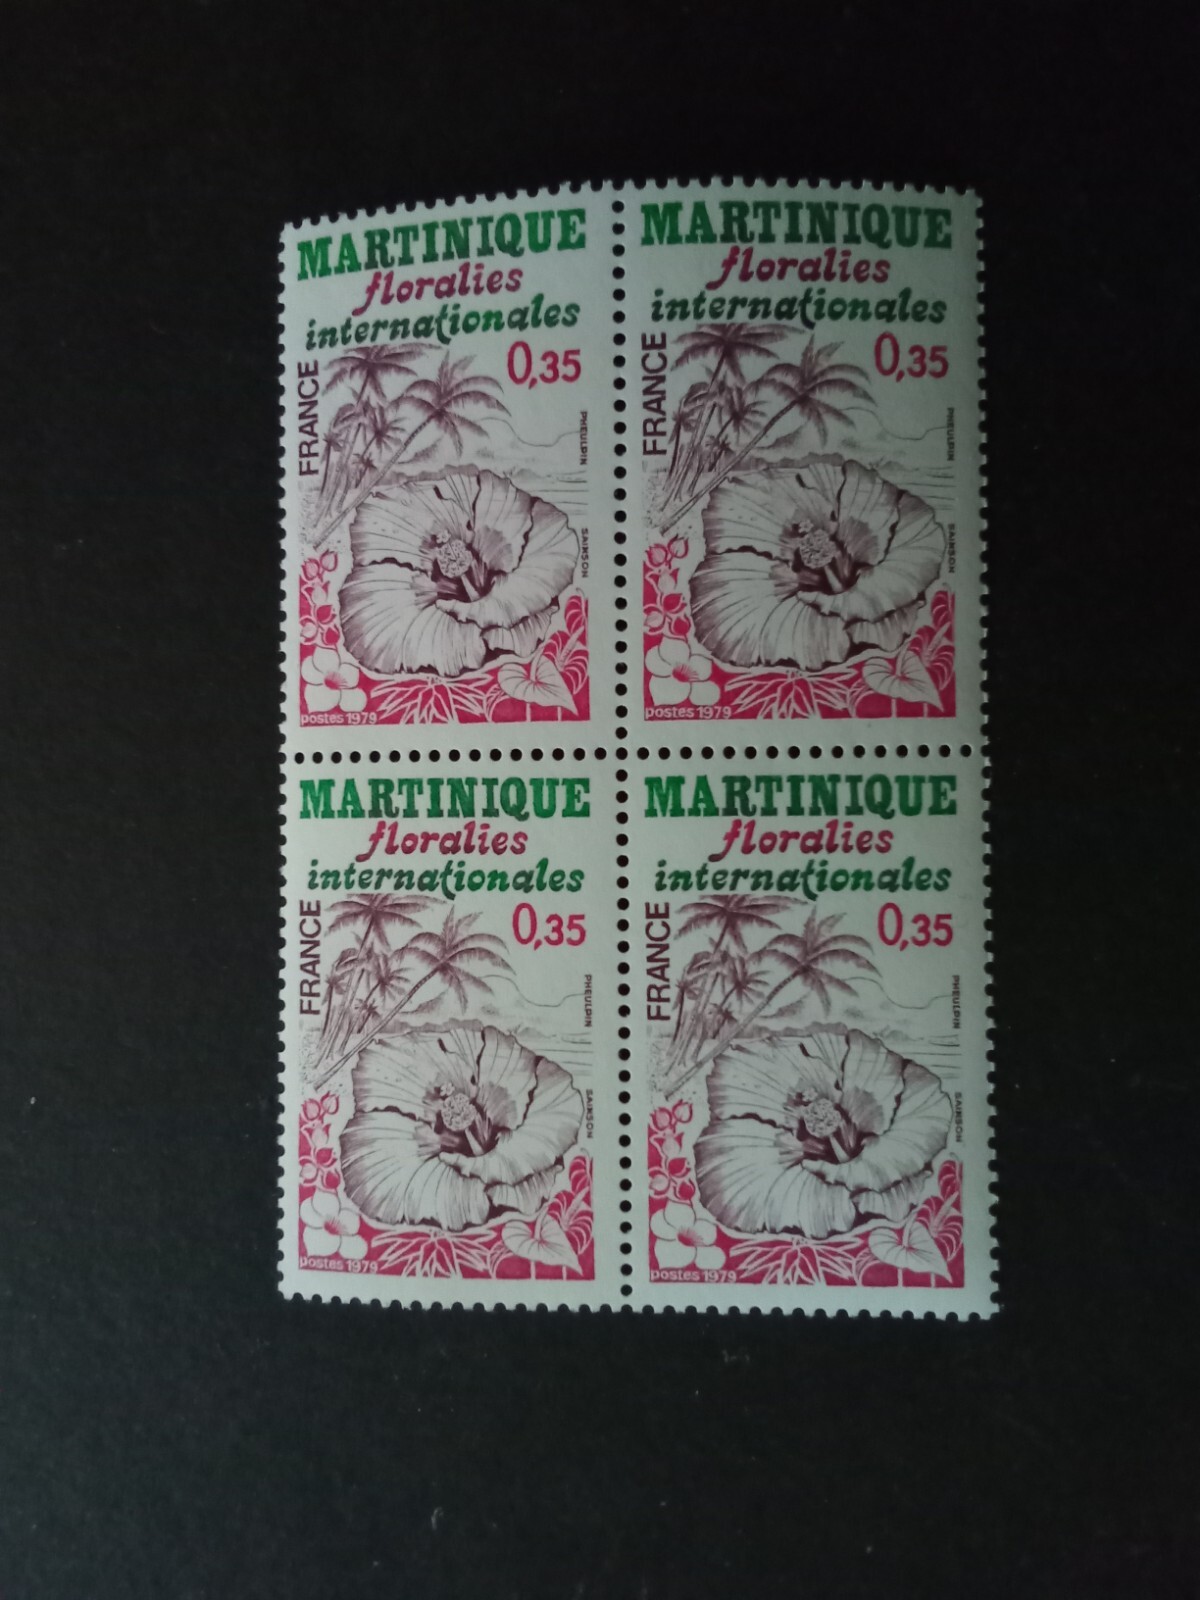 MARTINIQUE
floralies
internationales
0,35
FRANCE
PHEULPIN
SAINSON
postes 1979
MARTINIQUE
floralies
internationales
0,35
FRANCE
PHEULPIN
SAINSON
postes 1979
MARTINIQUE
floralies
internationales
0,35
FRANCE
PHEULPIN
SAINSON
postes 1979
MARTINIQUE
floralies
internationales
0,35
FRANCE
PHEULPIN
SAINSON
postes 1979